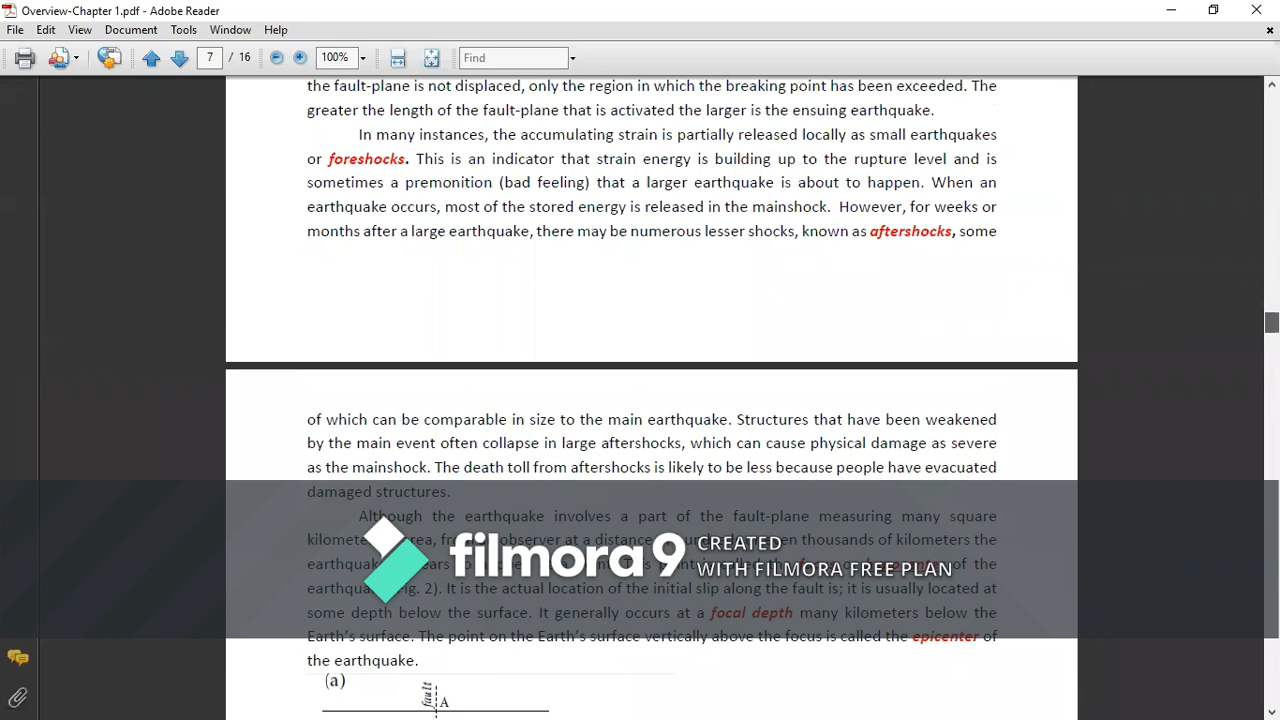 Overview-Chapter 1.pdf - Adobe Reader
File Edit View Document Tools Window Help
7 / 16 100% Find
the fault-plane is not displaced, only the region in which the breaking point has been exceeded. The
greater the length of the fault-plane that is activated the larger is the ensuing earthquake.
In many instances, the accumulating strain is partially released locally as small earthquakes
or foreshocks. This is an indicator that strain energy is building up to the rupture level and is
sometimes a premonition (bad feeling) that a larger earthquake is about to happen. When an
earthquake occurs, most of the stored energy is released in the mainshock. However, for weeks or
months after a large earthquake, there may be numerous lesser shocks, known as aftershocks, some
of which can be comparable in size to the main earthquake. Structures that have been weakened
by the main event often collapse in large aftershocks, which can cause physical damage as severe
as the mainshock. The death toll from aftershocks is likely to be less because people have evacuated
damaged structures.
Although the earthquake involves a part of the fault-plane measuring many square
observer at a distance thousands of kilometers the
of the
It is the actual location of the initial slip along the fault is; it is usually located at
some depth below the surface. It generally occurs at a focal depth many kilometers below the
Earth's surface. The point on the Earth's surface vertically above the focus is called the epicenter of
the earthquake.
filmora9 CREATED
WITH FILMORA FREE PLAN
(a)
fault A